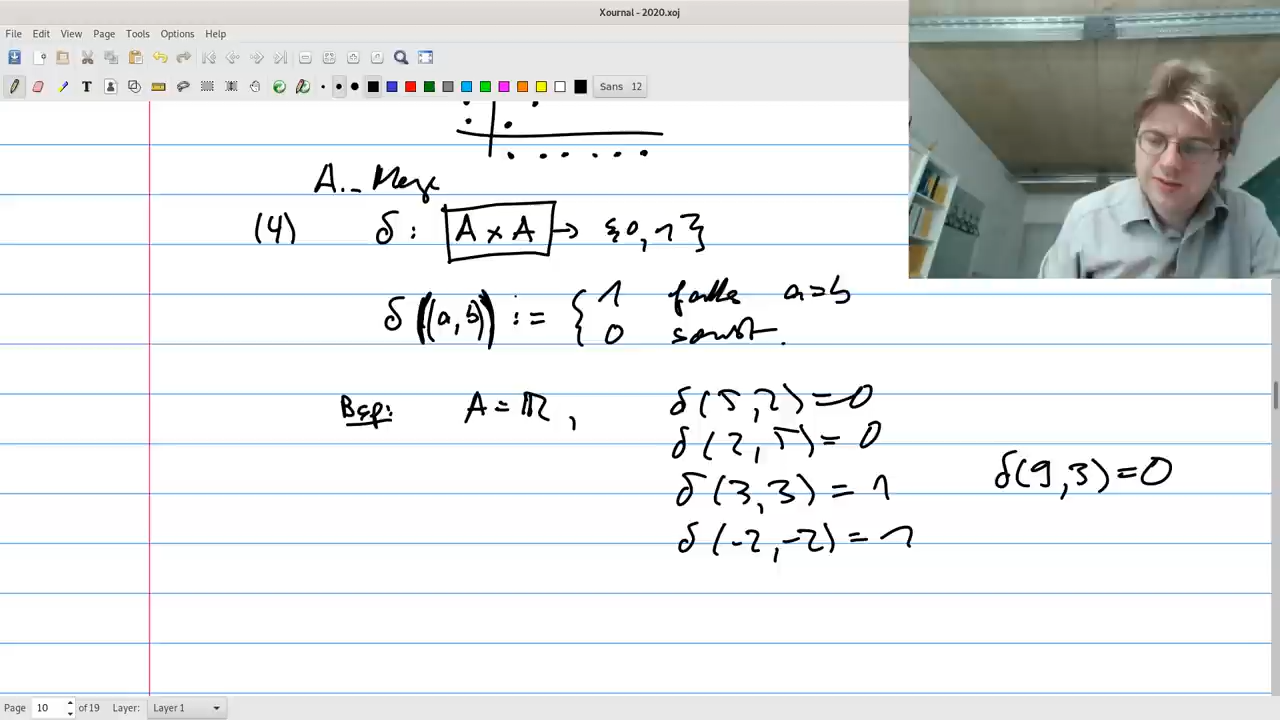 Xournal - 2020.xoj
File Edit View Page Tools Options Help
Sans 12
A.. Menge
(4) δ: A × A → {0, 1}
δ((a,b)) := { 1 falls a=b
0 sonst.
Bsp: A = ℝ, δ(5,2)=0
δ(2,5)=0
δ(3,3)=1 δ(9,3)=0
δ(-2,-2)=1
Page 10 of 19 Layer: Layer 1